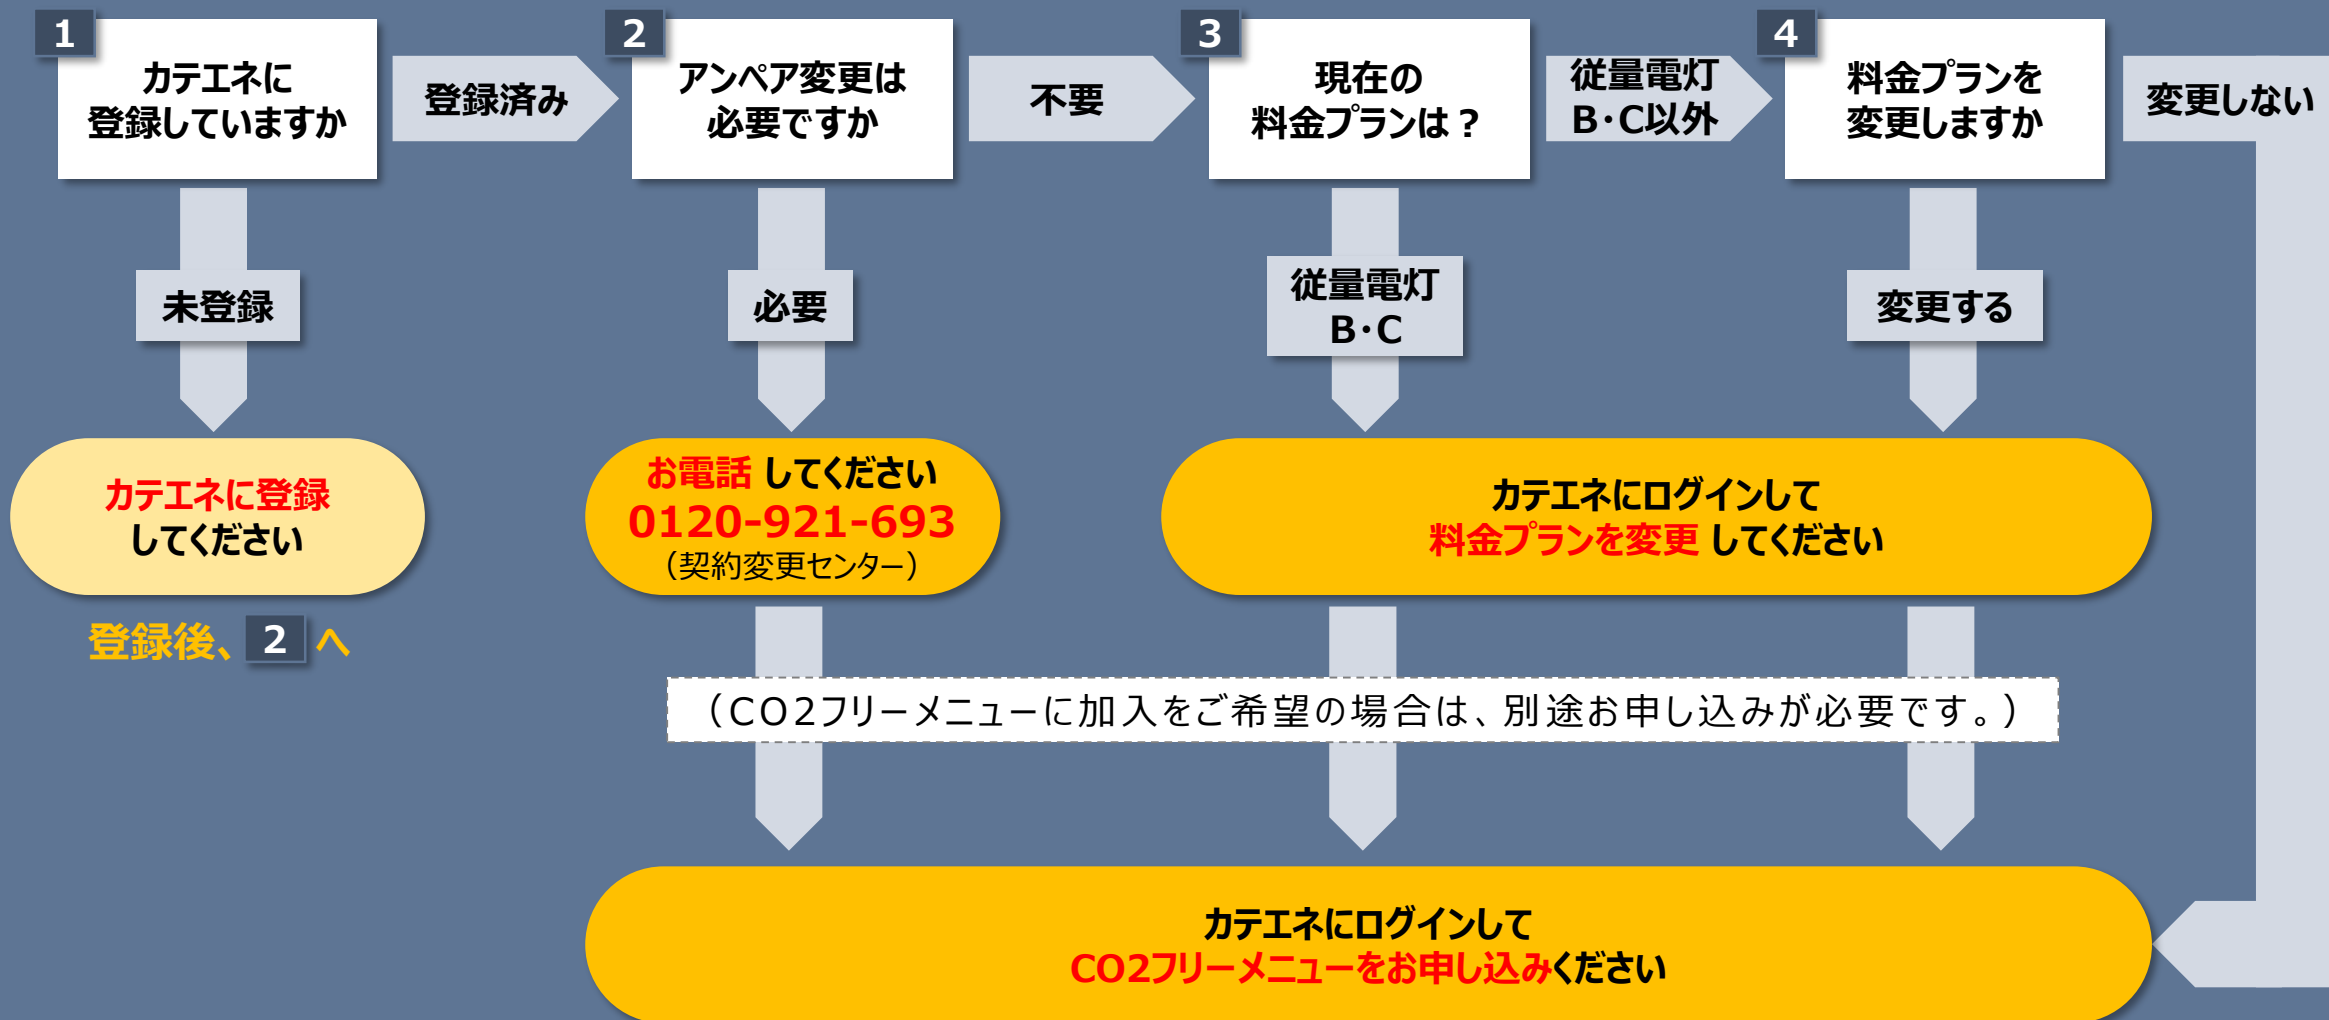 1
カテエネに
登録していますか
登録済み
2
アンペア変更は
必要ですか
不要
3
現在の
料金プランは？
従量電灯
B・C以外
4
料金プランを
変更しますか
変更しない
未登録
必要
従量電灯
B・C
変更する
カテエネに登録
してください
お電話 してください
0120-921-693
（契約変更センター）
カテエネにログインして
料金プランを変更 してください
登録後、 2 へ
（CO2フリーメニューに加入をご希望の場合は、別途お申し込みが必要です。）
カテエネにログインして
CO2フリーメニューをお申し込みください